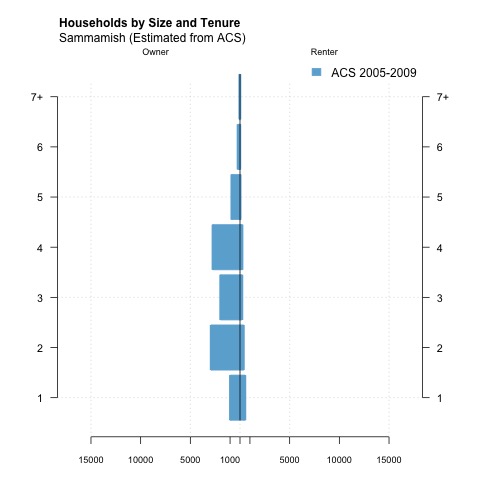 Households by Size and Tenure
Sammamish (Estimated from ACS)
Owner Renter
ACS 2005-2009
7+ 7+
6 6
5 5
4 4
3 3
2 2
1 1
15000 10000 5000 1000 5000 10000 15000